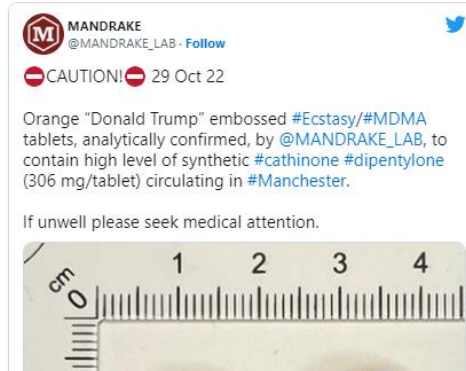 M
MANDRAKE
@MANDRAKE_LAB · Follow
⛔CAUTION!⛔ 29 Oct 22
Orange “Donald Trump” embossed #Ecstasy/#MDMA
tablets, analytically confirmed, by @MANDRAKE_LAB, to
contain high level of synthetic #cathinone #dipentylone
(306 mg/tablet) circulating in #Manchester.
If unwell please seek medical attention.
cm 0 1 2 3 4